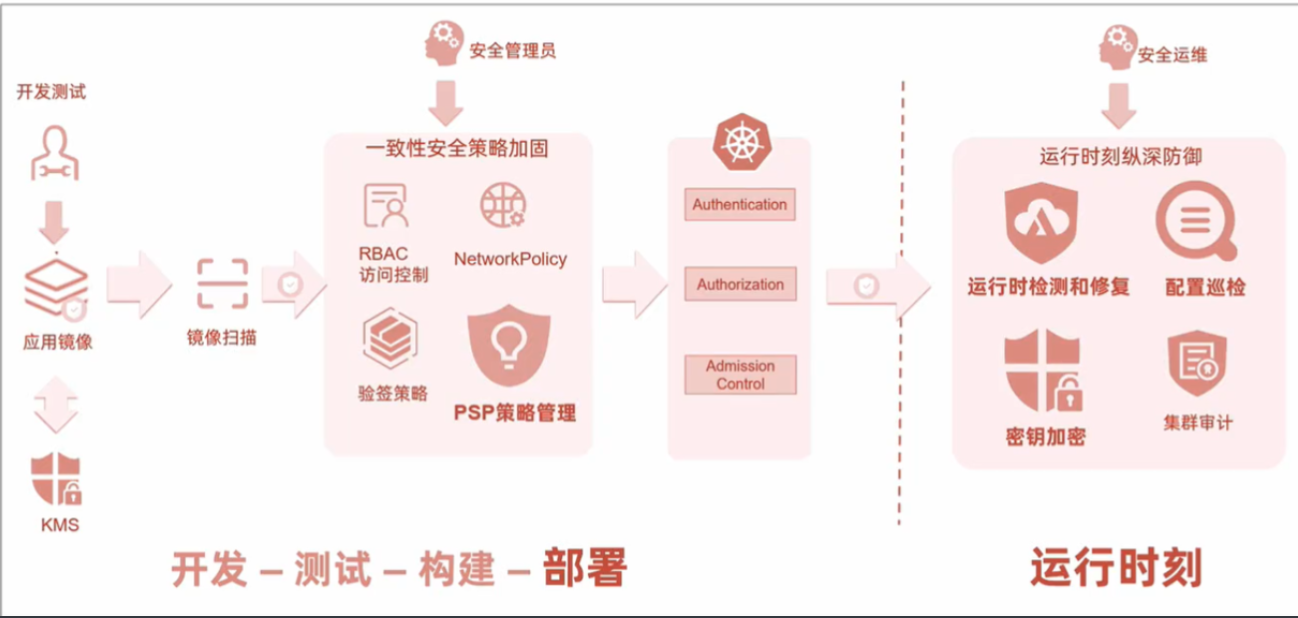 开发测试
应用镜像
KMS
镜像扫描
安全管理员
一致性安全策略加固
RBAC
访问控制
NetworkPolicy
验签策略
PSP策略管理
Authentication
Authorization
Admission
Control
安全运维
运行时刻纵深防御
运行时检测和修复
配置巡检
密钥加密
集群审计
开发 – 测试 – 构建 – 部署
运行时刻